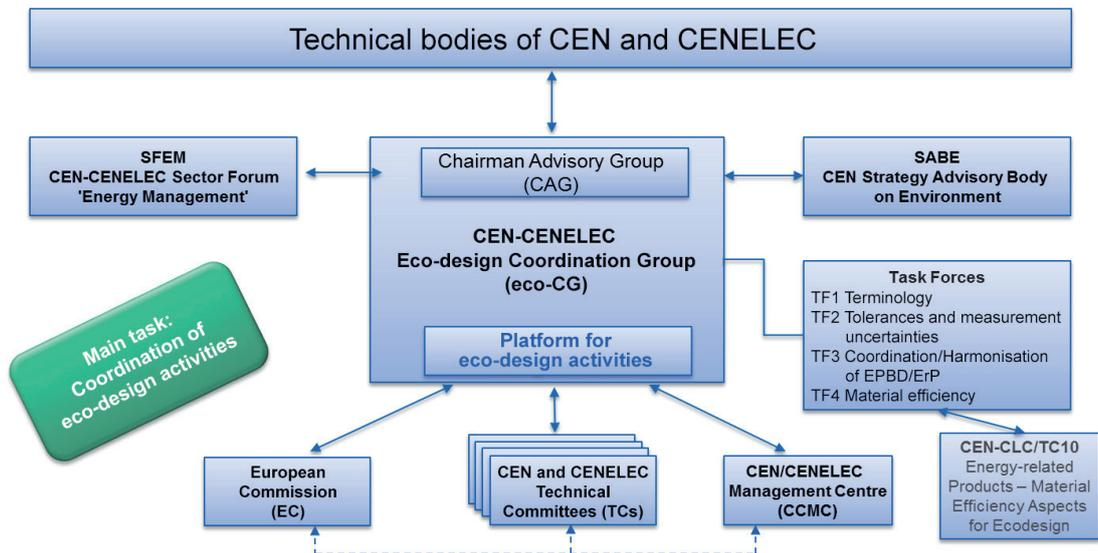 Technical bodies of CEN and CENELEC
SFEM
CEN-CENELEC Sector Forum
'Energy Management'
Chairman Advisory Group
(CAG)
SABE
CEN Strategy Advisory Body
on Environment
CEN-CENELEC
Eco-design Coordination Group
(eco-CG)
Task Forces
TF1 Terminology
TF2 Tolerances and measurement
uncertainties
TF3 Coordination/Harmonisation
of EPBD/ErP
TF4 Material efficiency
Main task:
Coordination of
eco-design activities
Platform for
eco-design activities
European
Commission
(EC)
CEN and CENELEC
Technical
Committees (TCs)
CEN/CENELEC
Management Centre
(CCMC)
CEN-CLC/TC10
Energy-related
Products – Material
Efficiency Aspects
for Ecodesign